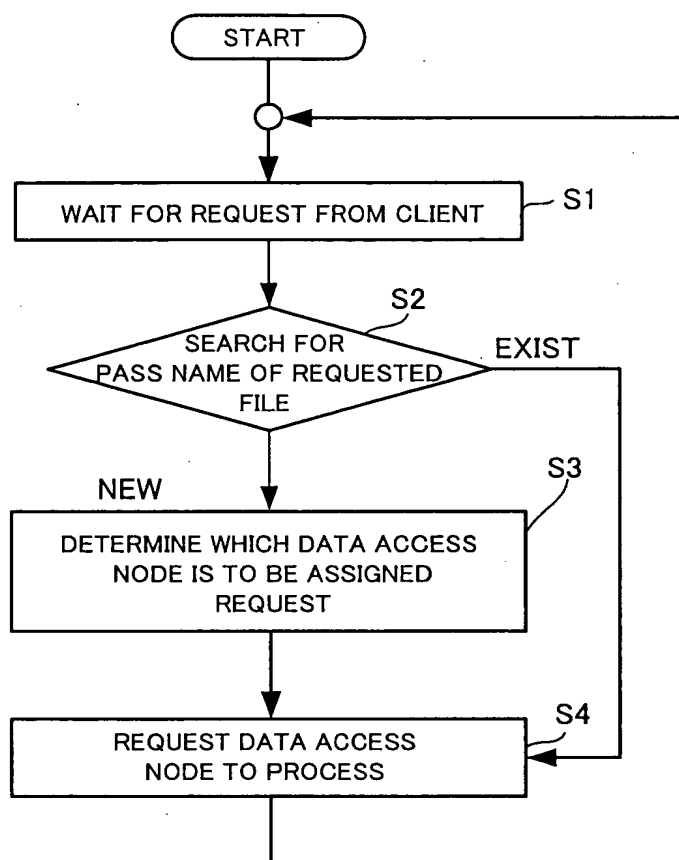 START
WAIT FOR REQUEST FROM CLIENT
S1
S2
SEARCH FOR
PASS NAME OF REQUESTED
FILE
EXIST
NEW
S3
DETERMINE WHICH DATA ACCESS
NODE IS TO BE ASSIGNED
REQUEST
S4
REQUEST DATA ACCESS
NODE TO PROCESS